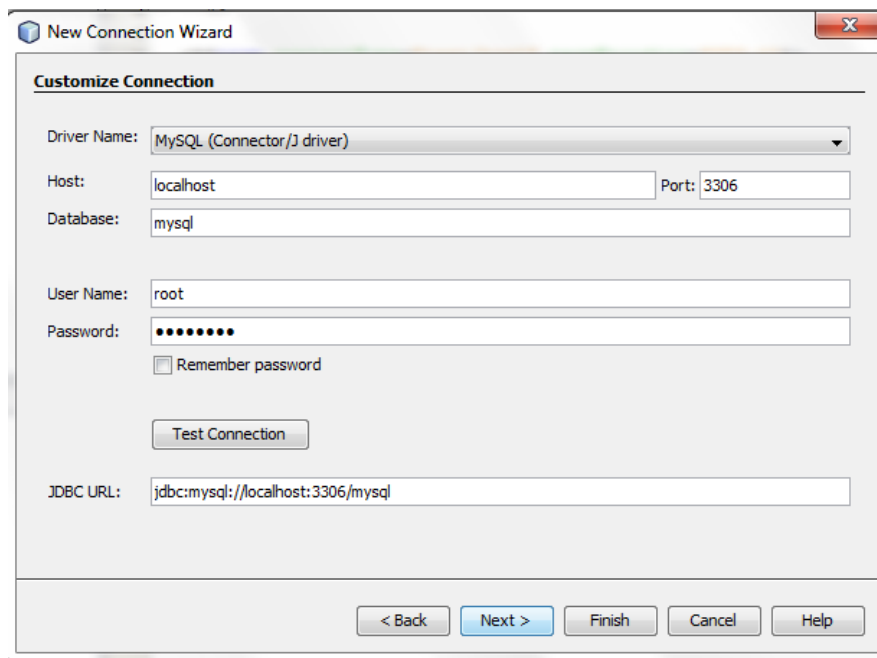 New Connection Wizard
Customize Connection
Driver Name: MySQL (Connector/J driver)
Host: localhost Port: 3306
Database: mysql
User Name: root
Password: ••••••••
Remember password
Test Connection
JDBC URL: jdbc:mysql://localhost:3306/mysql
< Back Next > Finish Cancel Help